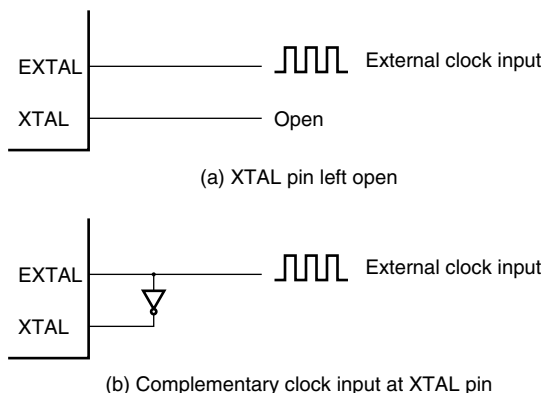 EXTAL External clock input
XTAL Open
(a) XTAL pin left open
EXTAL External clock input
XTAL
(b) Complementary clock input at XTAL pin